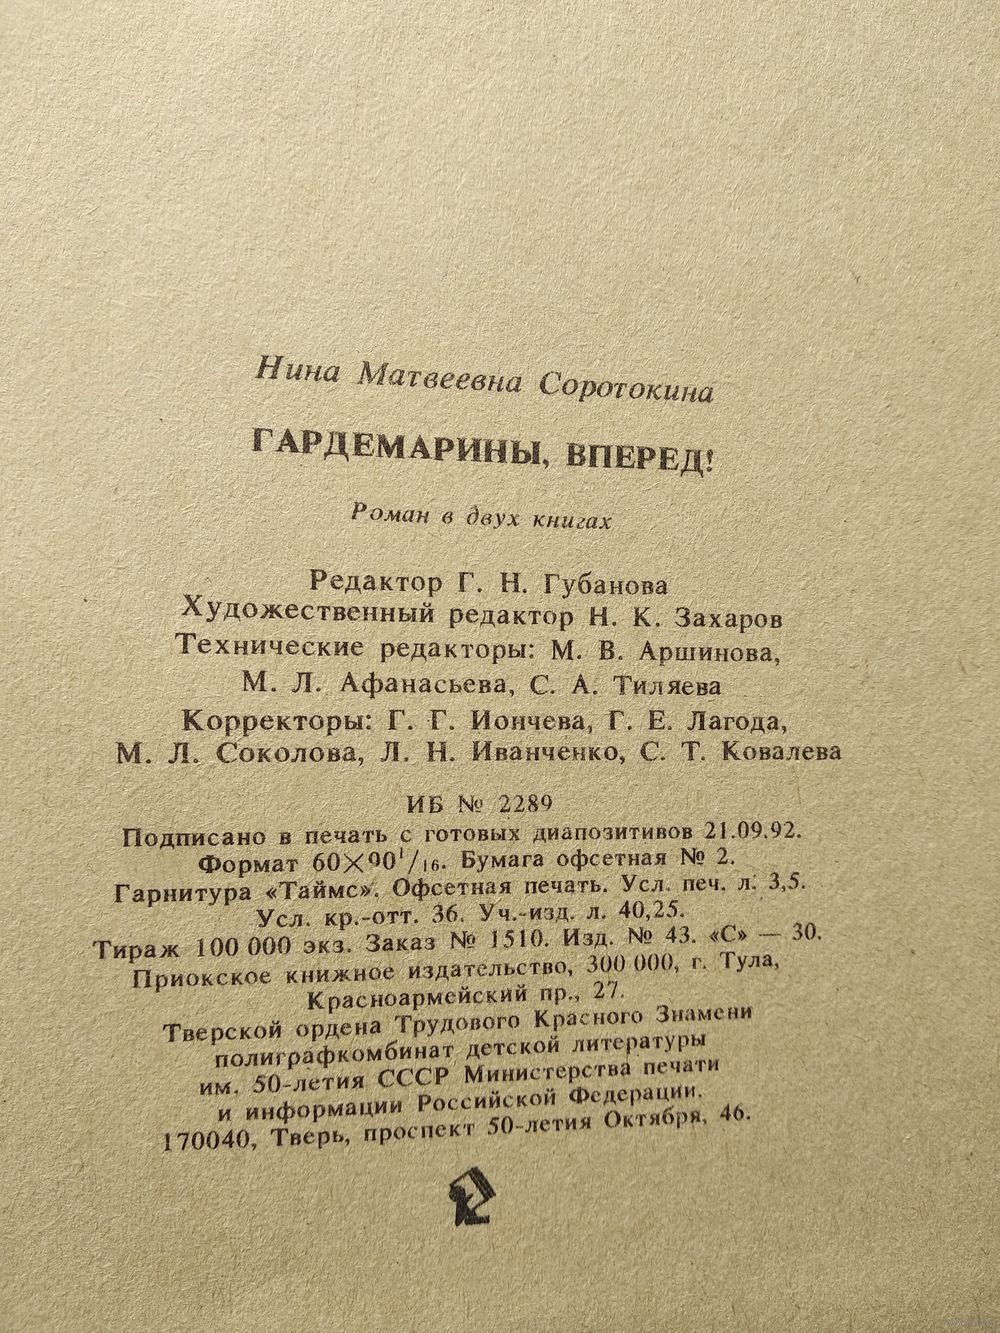 Нина Матвеевна Соротокина
ГАРДЕМАРИНЫ, ВПЕРЕД!
Роман в двух книгах
Редактор Г. Н. Губанова
Художественный редактор Н. К. Захаров
Технические редакторы: М. В. Аршинова,
М. Л. Афанасьева, С. А. Тиляева
Корректоры: Г. Г. Иончева, Г. Е. Лагода,
М. Л. Соколова, Л. Н. Иванченко, С. Т. Ковалева
ИБ № 2289
Подписано в печать с готовых диапозитивов 21.09.92.
Формат 60×90¹/₁₆. Бумага офсетная № 2.
Гарнитура «Таймс». Офсетная печать. Усл. печ. л. 3,5.
Усл. кр.-отт. 36. Уч.-изд. л. 40,25.
Тираж 100 000 экз. Заказ № 1510. Изд. № 43. «С» — 30.
Приокское книжное издательство, 300 000, г. Тула,
Красноармейский пр., 27.
Тверской ордена Трудового Красного Знамени
полиграфкомбинат детской литературы
им. 50-летия СССР Министерства печати
и информации Российской Федерации.
170040, Тверь, проспект 50-летия Октября, 46.